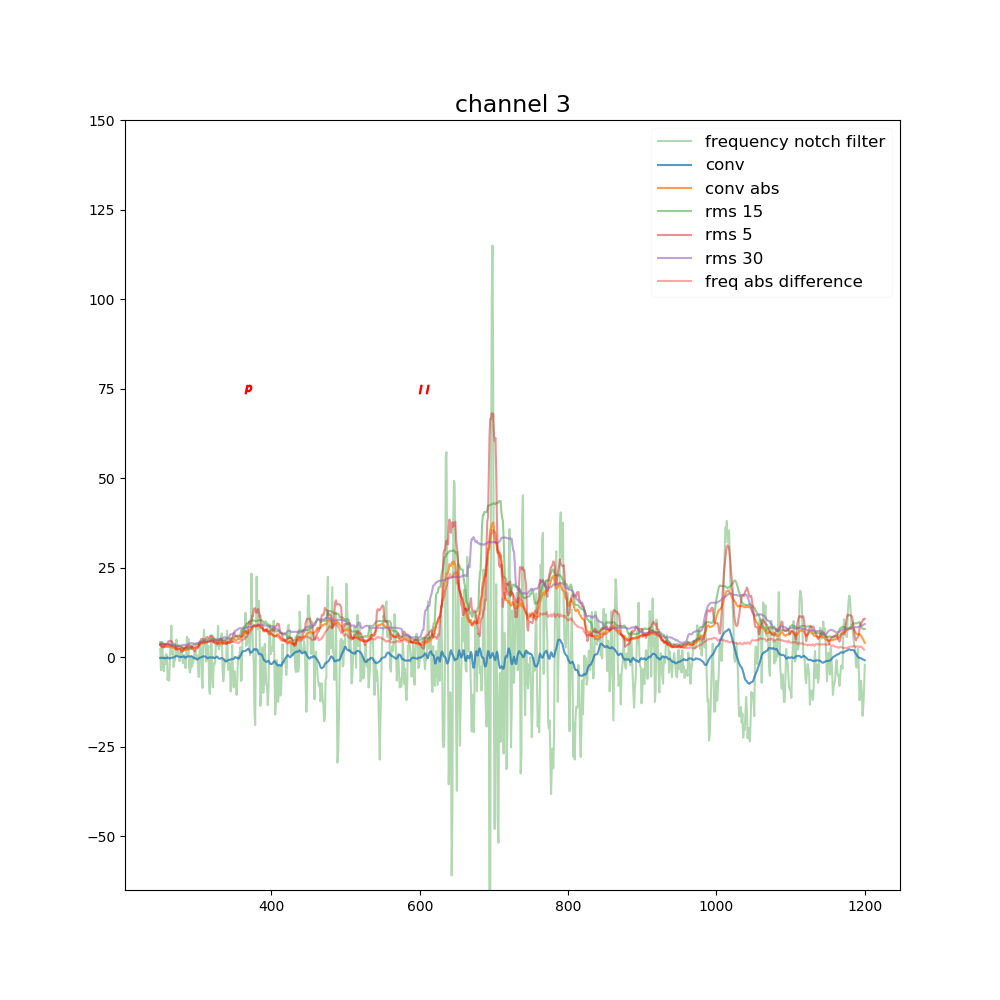 channel 3
150
125
100
75
50
25
0
−25
−50
400 600 800 1000 1200
frequency notch filter
conv
conv abs
rms 15
rms 5
rms 30
freq abs difference
p